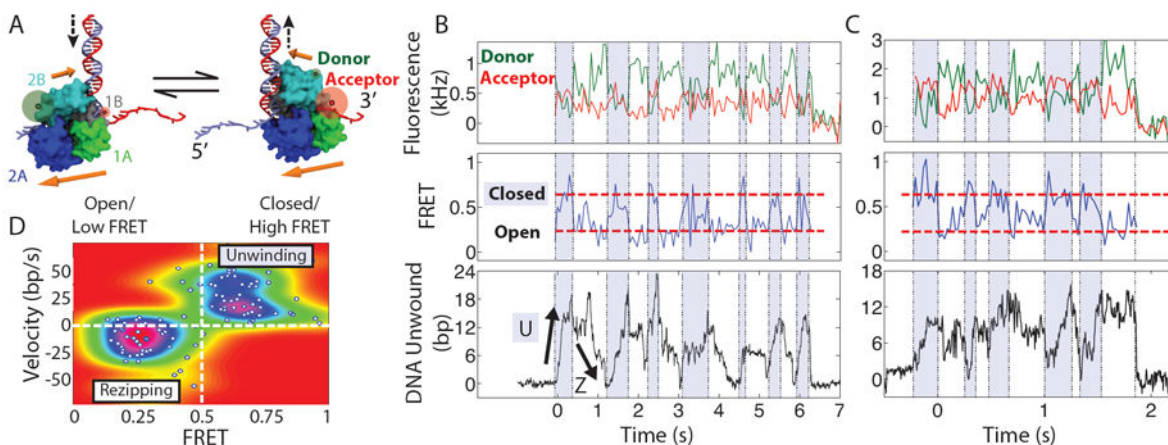 A
Donor
Acceptor
2B
1B
3'
5'
1A
2A
Open/
Low FRET
Closed/
High FRET
B
Donor
Acceptor
Fluorescence
(kHz)
1
0.5
0
FRET
1
0.5
0
Closed
Open
DNA Unwound
(bp)
24
18
12
6
0
U
Z
0 1 2 3 4 5 6 7
Time (s)
C
3
2
1
0
1
0.5
0
18
12
6
0
0 1 2
Time (s)
D
Velocity (bp/s)
50
25
0
-25
-50
Unwinding
Rezipping
0 0.25 0.5 0.75 1
FRET